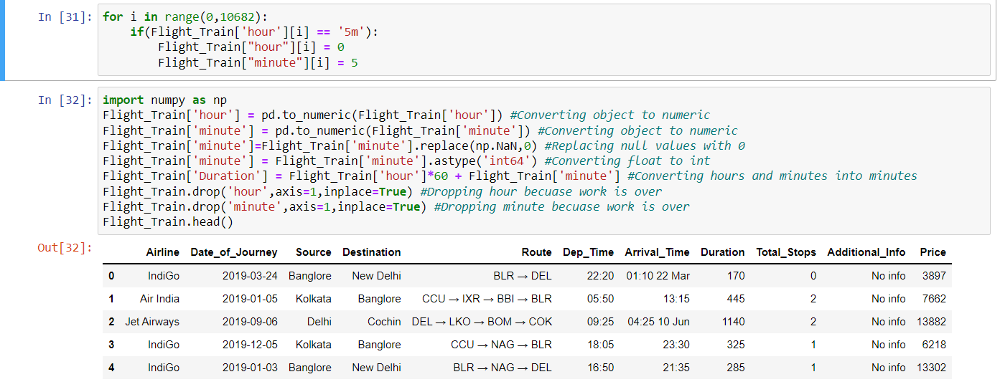 In [31]: for i in range(0,10682):
    if(Flight_Train['hour'][i] == '5m'):
        Flight_Train["hour"][i] = 0
        Flight_Train["minute"][i] = 5
In [32]: import numpy as np
Flight_Train['hour'] = pd.to_numeric(Flight_Train['hour']) #Converting object to numeric
Flight_Train['minute'] = pd.to_numeric(Flight_Train['minute']) #Converting object to numeric
Flight_Train['minute']=Flight_Train['minute'].replace(np.NaN,0) #Replacing null values with 0
Flight_Train['minute'] = Flight_Train['minute'].astype('int64') #Converting float to int
Flight_Train['Duration'] = Flight_Train['hour']*60 + Flight_Train['minute'] #Converting hours and minutes into minutes
Flight_Train.drop('hour',axis=1,inplace=True) #Dropping hour becuase work is over
Flight_Train.drop('minute',axis=1,inplace=True) #Dropping minute becuase work is over
Flight_Train.head()
Out[32]:
Airline Date_of_Journey Source Destination Route Dep_Time Arrival_Time Duration Total_Stops Additional_Info Price
0 IndiGo 2019-03-24 Banglore New Delhi BLR → DEL 22:20 01:10 22 Mar 170 0 No info 3897
1 Air India 2019-01-05 Kolkata Banglore CCU → IXR → BBI → BLR 05:50 13:15 445 2 No info 7662
2 Jet Airways 2019-09-06 Delhi Cochin DEL → LKO → BOM → COK 09:25 04:25 10 Jun 1140 2 No info 13882
3 IndiGo 2019-12-05 Kolkata Banglore CCU → NAG → BLR 18:05 23:30 325 1 No info 6218
4 IndiGo 2019-01-03 Banglore New Delhi BLR → NAG → DEL 16:50 21:35 285 1 No info 13302